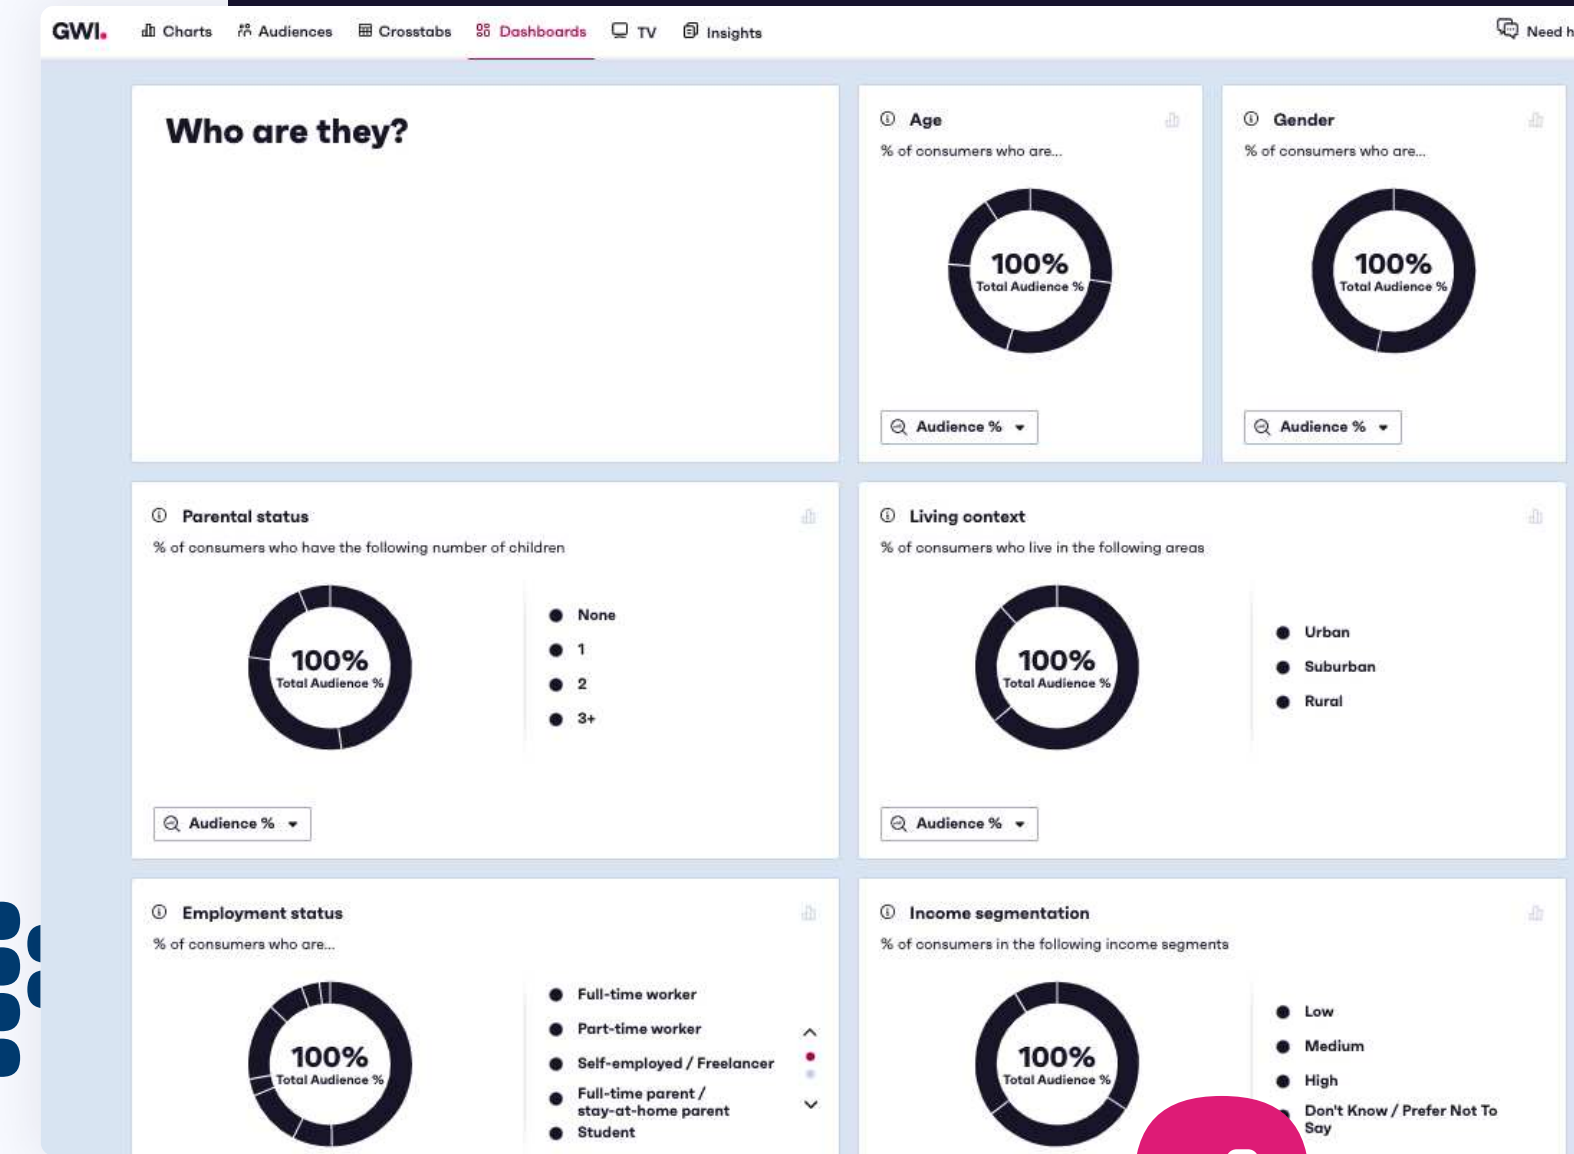 GWI.
Charts
Audiences
Crosstabs
Dashboards
TV
Insights
Need h
Who are they?
Age
% of consumers who are...
100%
Total Audience %
Audience %
Gender
% of consumers who are...
100%
Total Audience %
Audience %
Parental status
% of consumers who have the following number of children
100%
Total Audience %
None
1
2
3+
Audience %
Living context
% of consumers who live in the following areas
100%
Total Audience %
Urban
Suburban
Rural
Audience %
Employment status
% of consumers who are...
100%
Total Audience %
Full-time worker
Part-time worker
Self-employed / Freelancer
Full-time parent /
stay-at-home parent
Student
Income segmentation
% of consumers in the following income segments
100%
Total Audience %
Low
Medium
High
Don't Know / Prefer Not To
Say